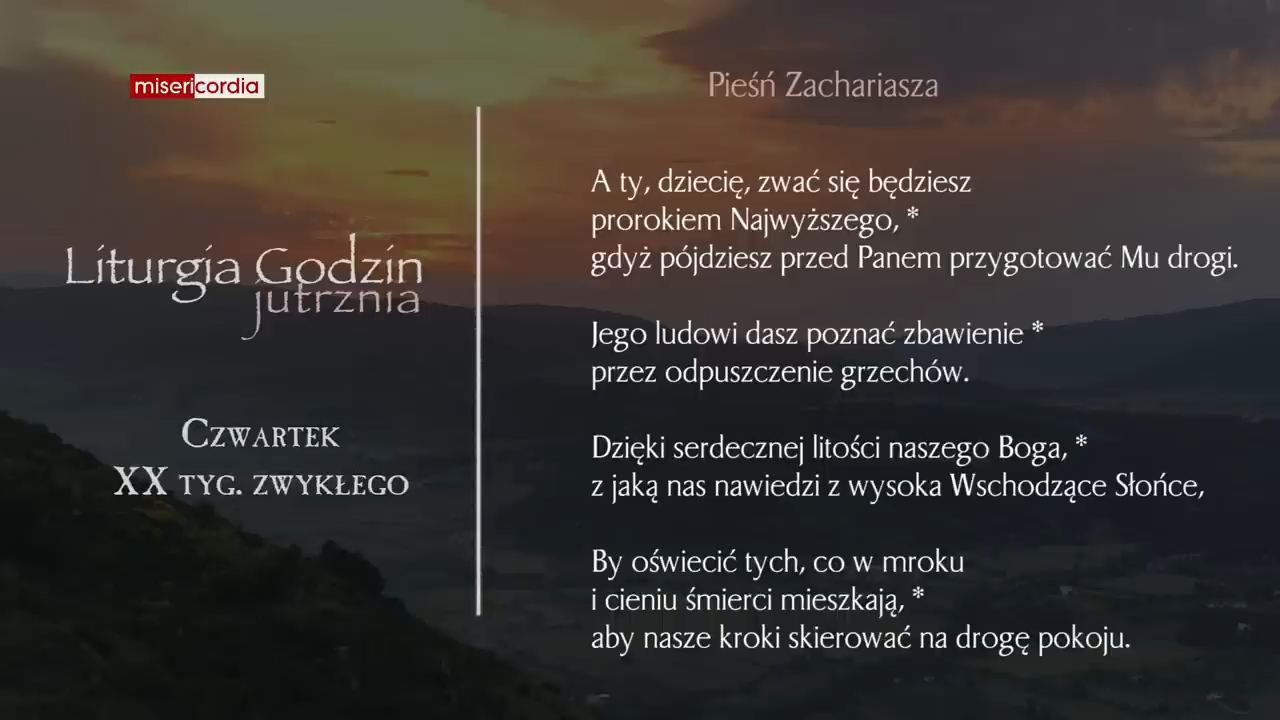 misericordia
Liturgia Godzin
jutrznia
Czwartek
XX tyg. zwykłego
Pieśń Zachariasza
A ty, dziecię, zwać się będziesz
prorokiem Najwyższego, *
gdyż pójdziesz przed Panem przygotować Mu drogi.
Jego ludowi dasz poznać zbawienie *
przez odpuszczenie grzechów.
Dzięki serdecznej litości naszego Boga, *
z jaką nas nawiedzi z wysoka Wschodzące Słońce,
By oświecić tych, co w mroku
i cieniu śmierci mieszkają, *
aby nasze kroki skierować na drogę pokoju.